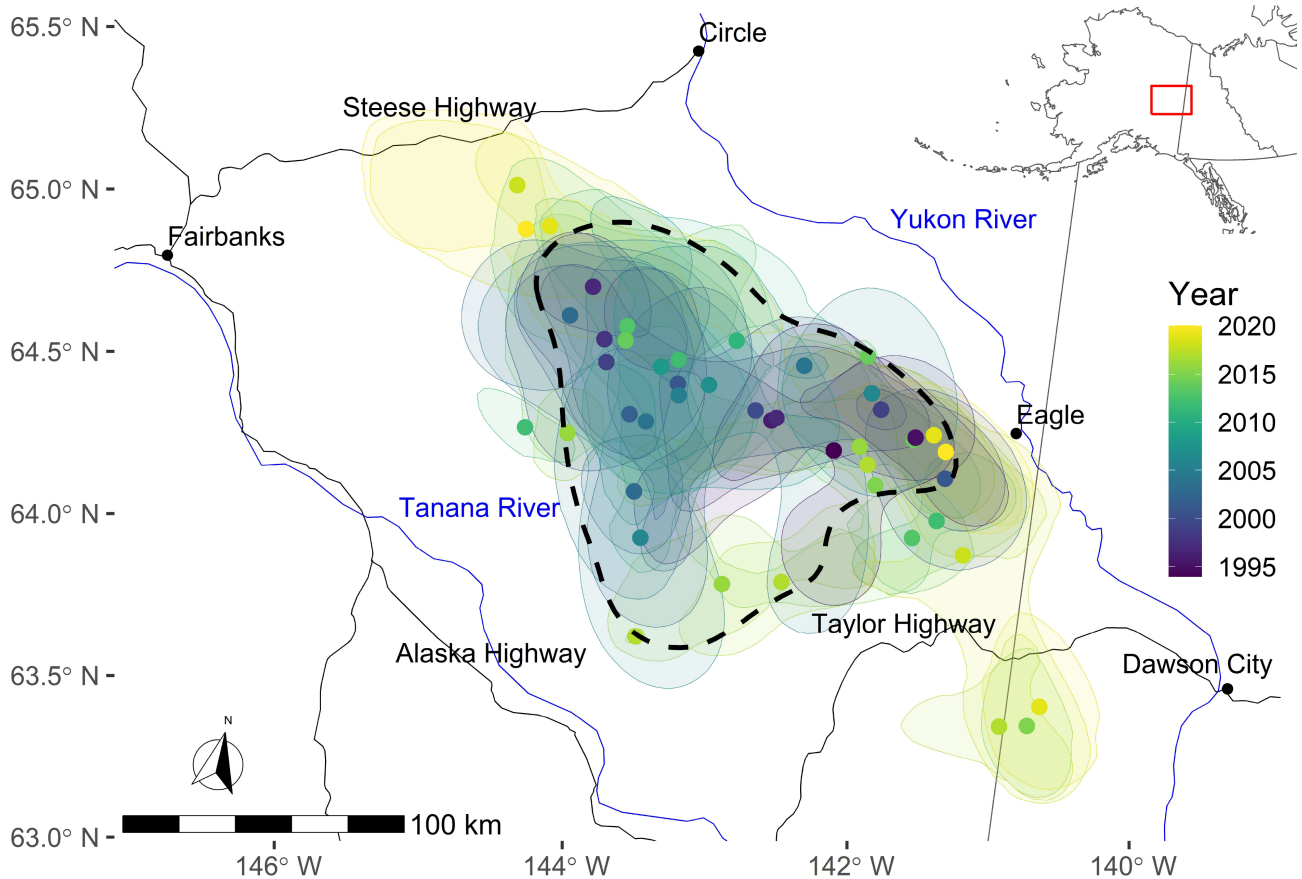 65.5° N
Circle
Steese Highway
65.0° N
Yukon River
Fairbanks
Year
2020
2015
2010
2005
2000
1995
64.5° N
Eagle
64.0° N
Tanana River
Taylor Highway
Alaska Highway
Dawson City
63.5° N
N
100 km
63.0° N
146° W
144° W
142° W
140° W